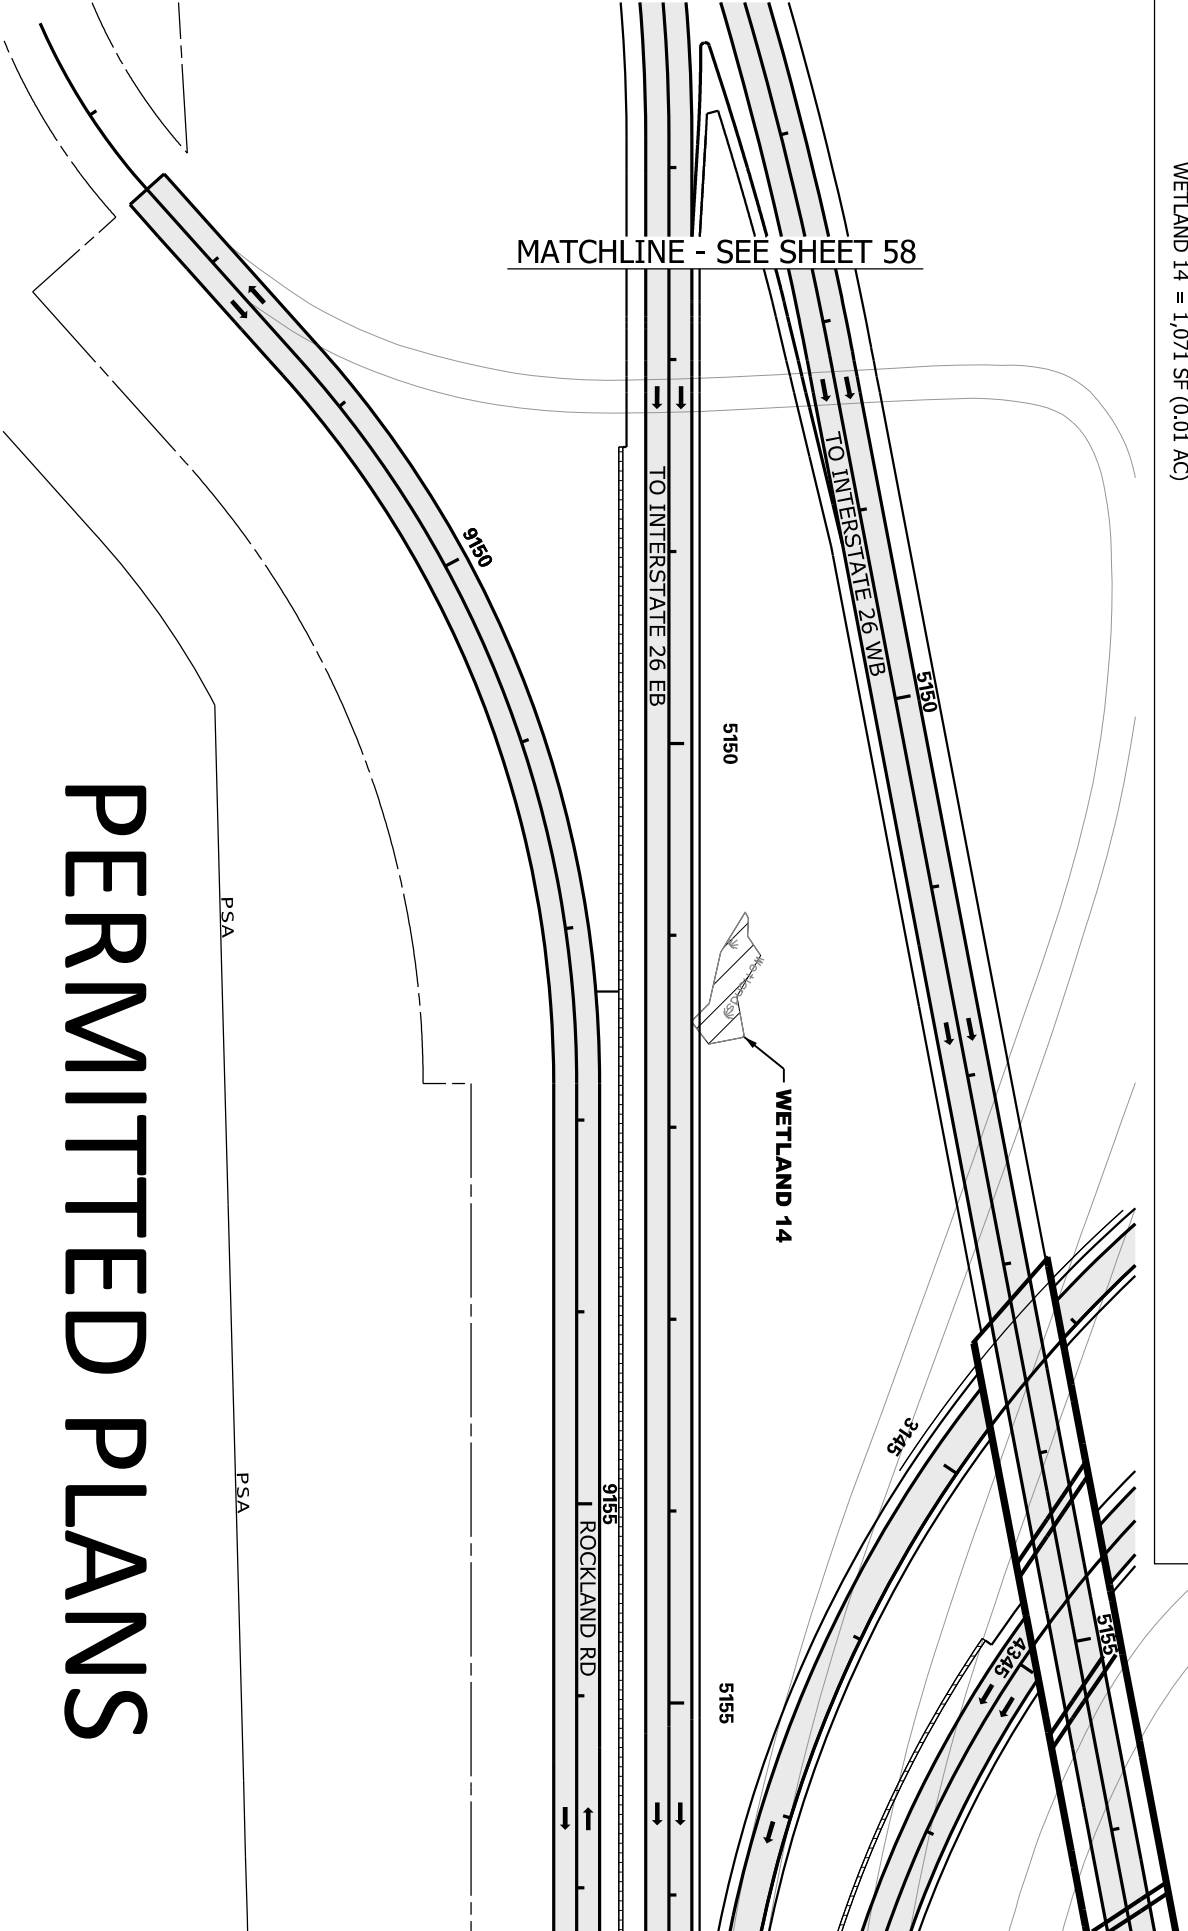 WETLAND 14 = 1,071 SF (0.01 AC)
MATCHLINE - SEE SHEET 58
TO INTERSTATE 26 WB
TO INTERSTATE 26 EB
9150
5150
5150
PERMITTED PLANS
PSA
Wetlands
WETLAND 14
3145
PSA
9155
ROCKLAND RD
5155
4345
5155